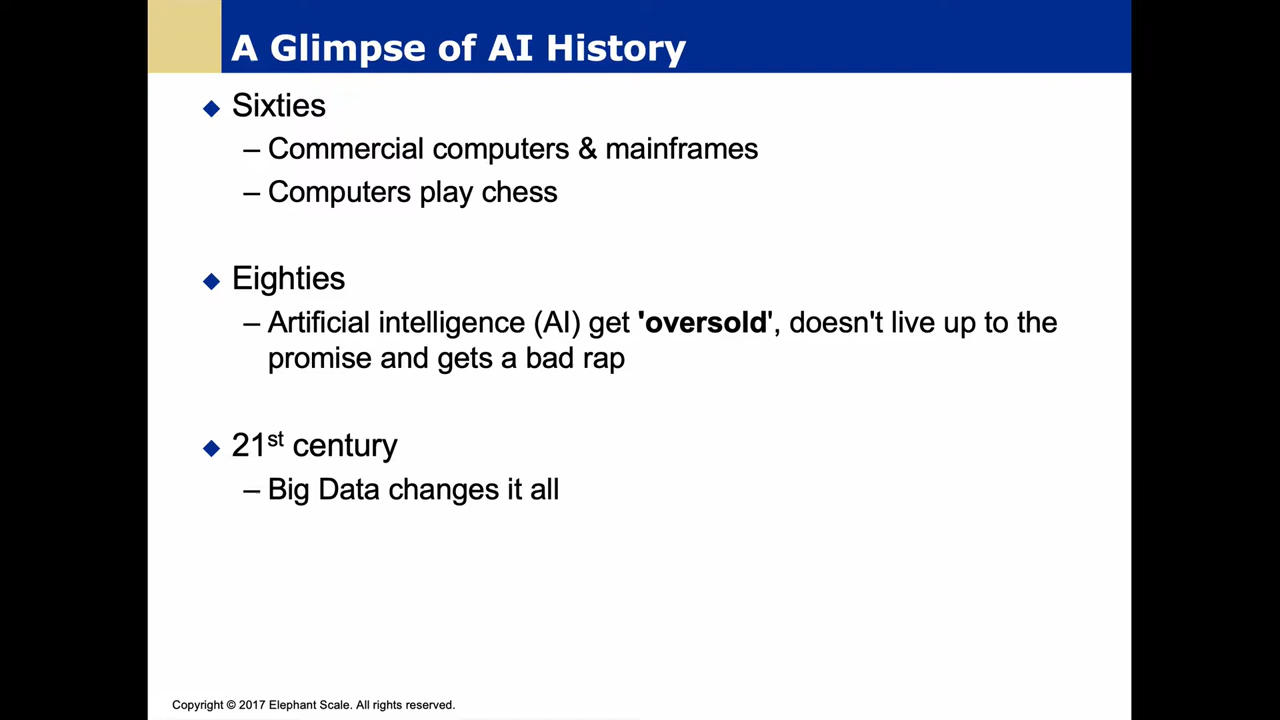 A Glimpse of AI History
◆ Sixties
– Commercial computers & mainframes
– Computers play chess
◆ Eighties
– Artificial intelligence (AI) get 'oversold', doesn't live up to the
promise and gets a bad rap
◆ 21st century
– Big Data changes it all
Copyright © 2017 Elephant Scale. All rights reserved.